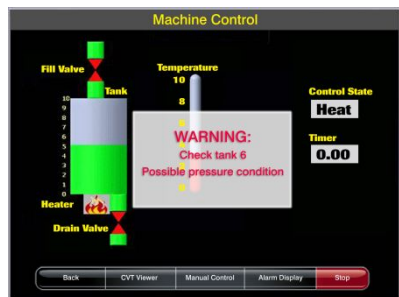 Machine Control
Fill Valve
Temperature
10
8
Tank
10
9
8
7
6
5
4
3
2
1
0
Control State
Heat
Timer
0.00
WARNING:
Check tank 6
Possible pressure condition
Heater
Drain Valve
Back
CVT Viewer
Manual Control
Alarm Display
Stop